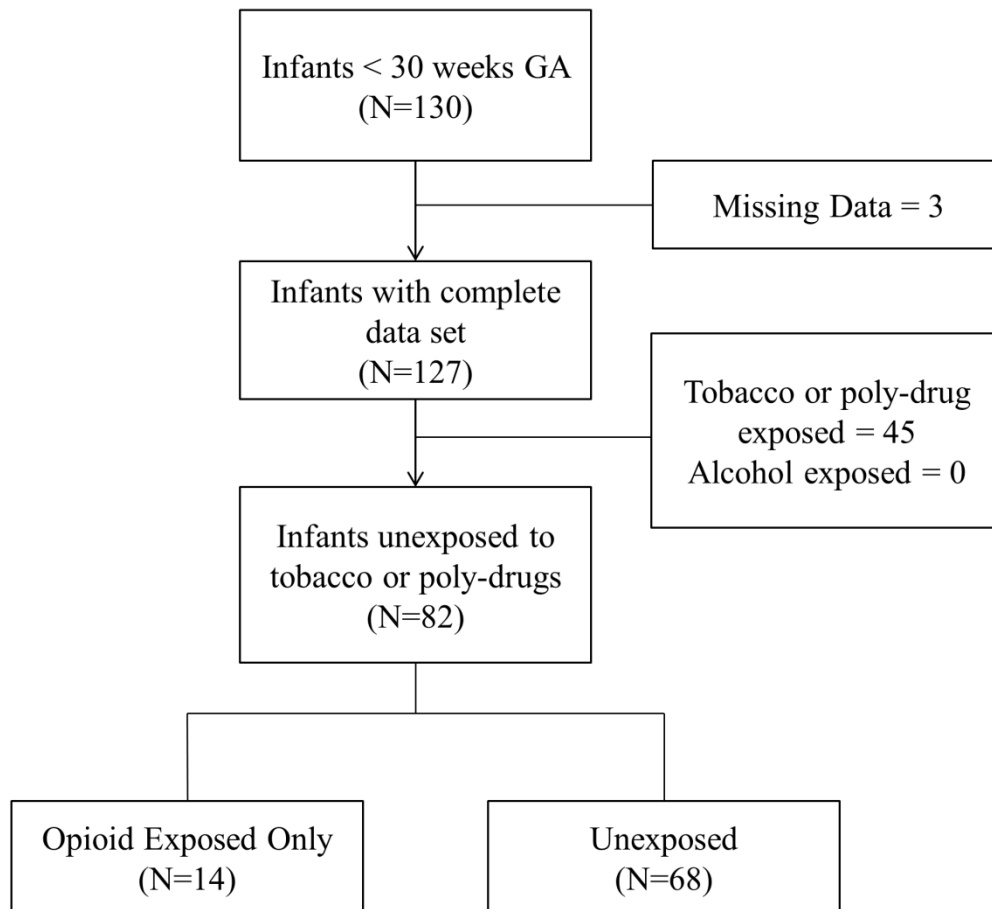 Infants < 30 weeks GA
(N=130)
Missing Data = 3
Infants with complete
data set
(N=127)
Tobacco or poly-drug
exposed = 45
Alcohol exposed = 0
Infants unexposed to
tobacco or poly-drugs
(N=82)
Opioid Exposed Only
(N=14)
Unexposed
(N=68)